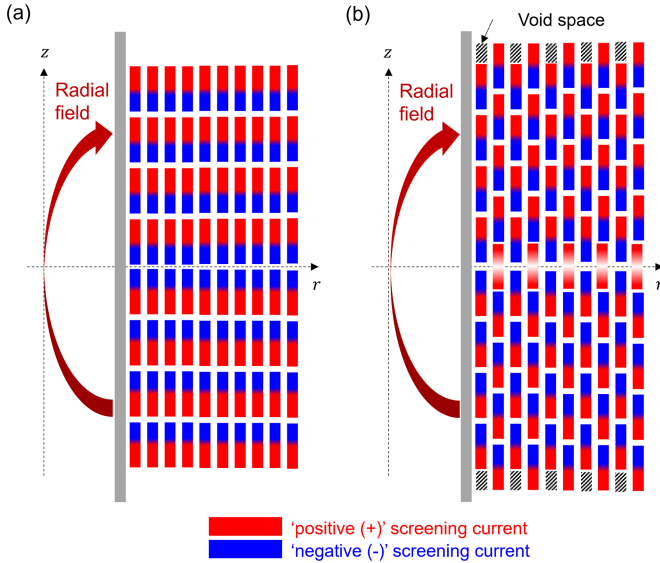 (a)
z
Radial
field
r
(b)
Void space
z
Radial
field
r
'positive (+)' screening current
'negative (-)' screening current